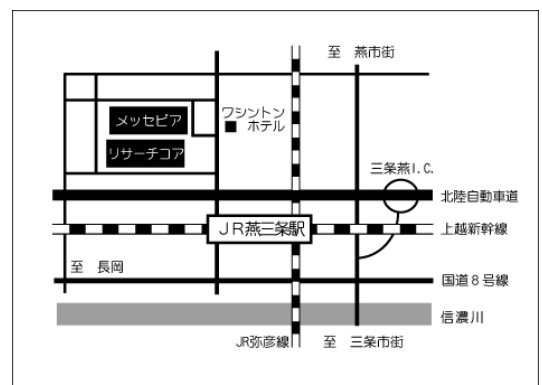 至 燕市街
ワシントン
ホテル
メッセピア
リサーチコア
三条燕I.C.
北陸自動車道
JR燕三条駅
上越新幹線
至 長岡
国道8号線
信濃川
JR弥彦線
至 三条市街